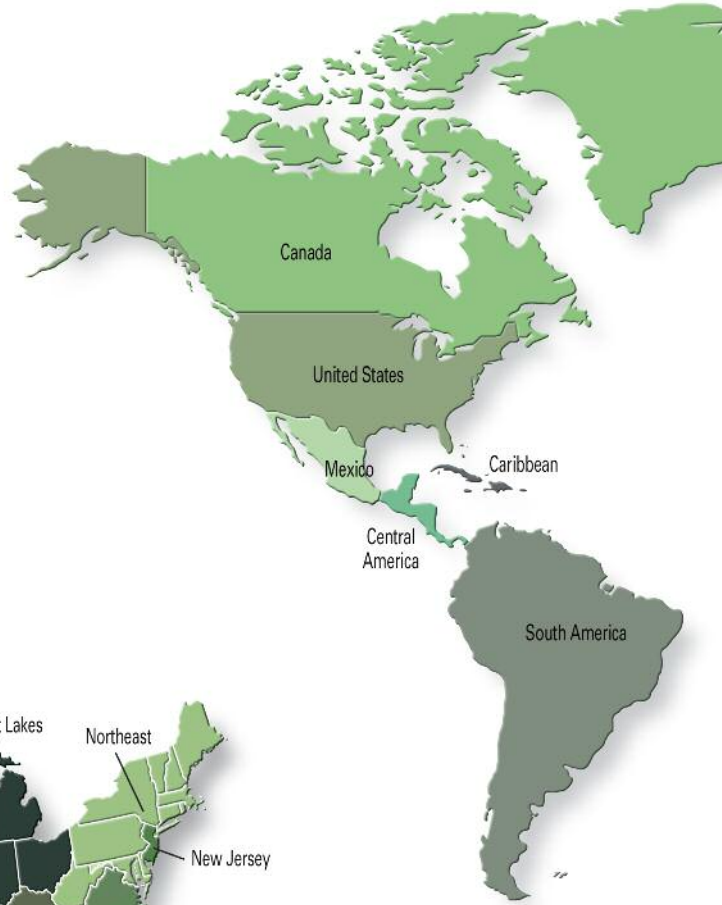 Canada
United States
Mexico
Caribbean
Central
America
South America
Lakes
Northeast
New Jersey